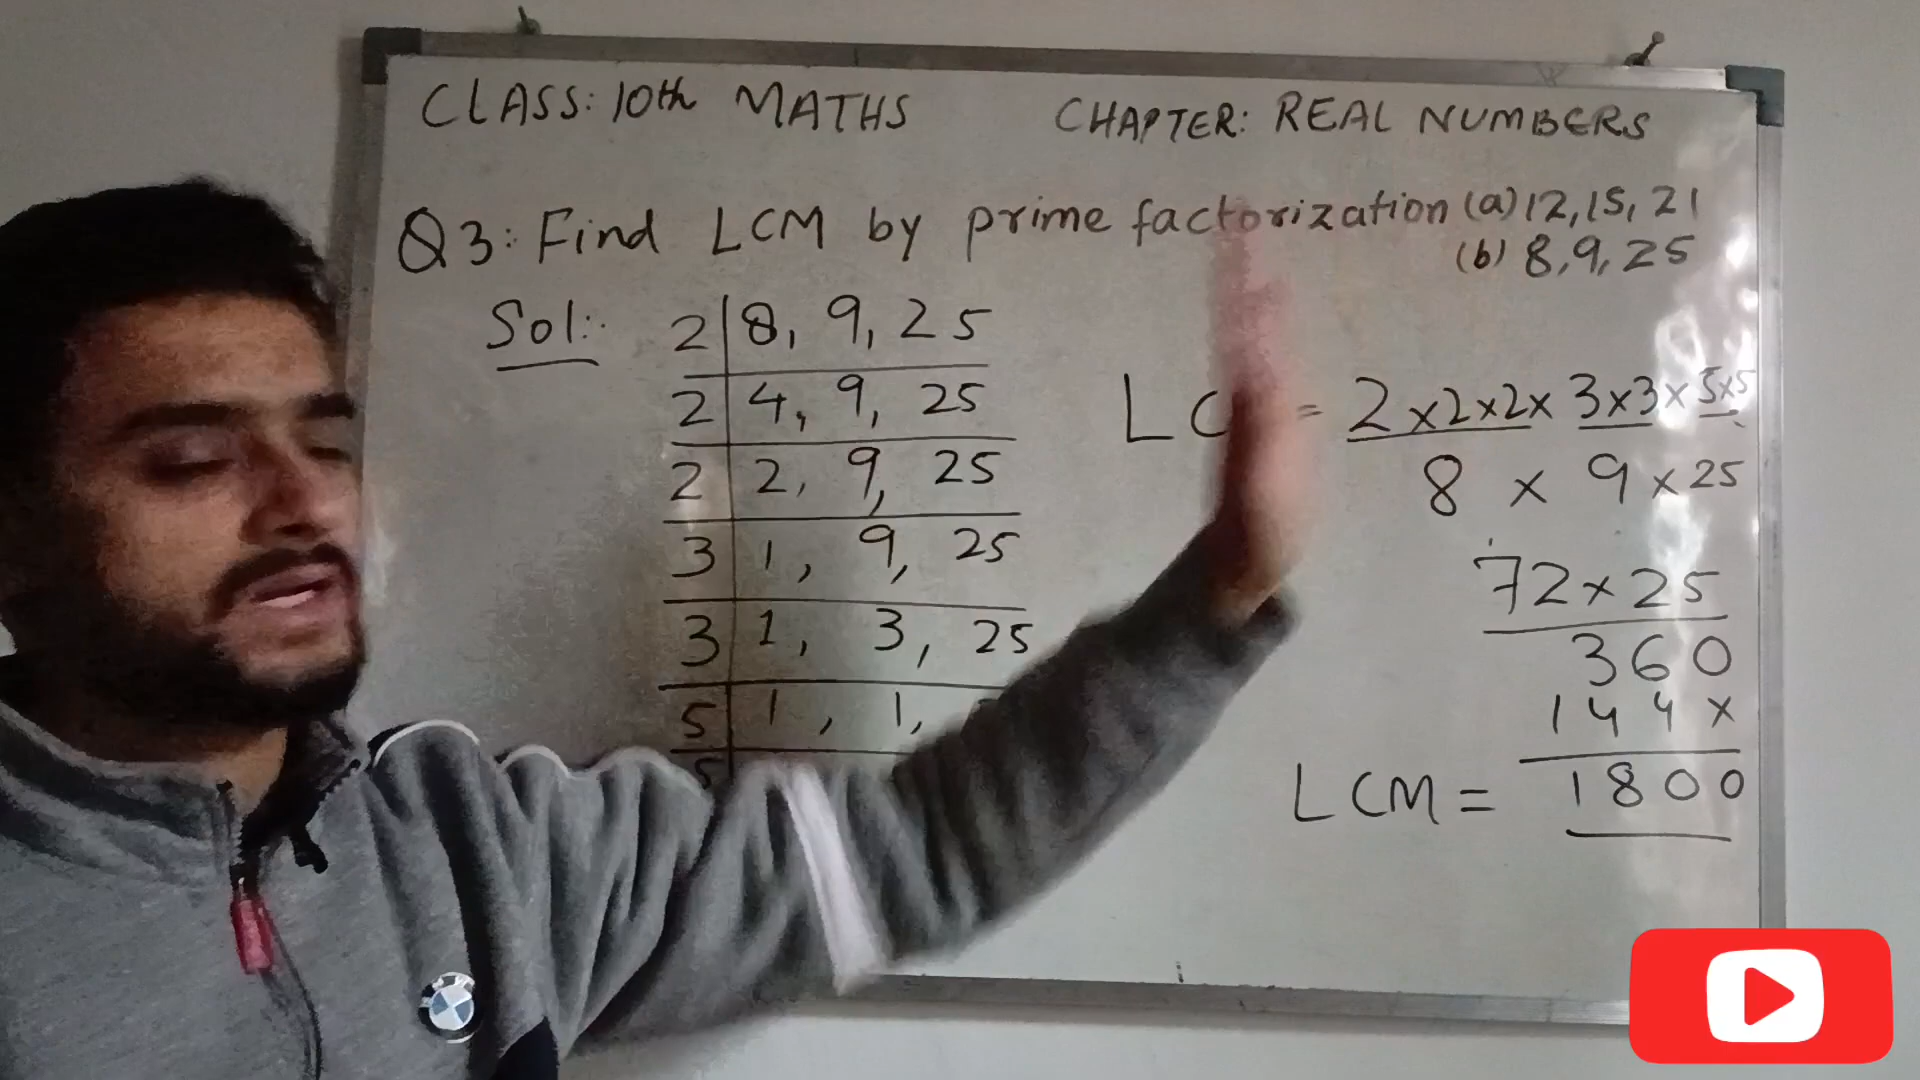 CLASS: 10th MATHS CHAPTER: REAL NUMBERS
Q3: Find LCM by prime factorization (a) 12, 15, 21
(b) 8, 9, 25
Sol:
2 | 8, 9, 25
2 | 4, 9, 25
2 | 2, 9, 25
3 | 1, 9, 25
3 | 1, 3, 25
5 | 1, 1,
5
LC = 2 × 2 × 2 × 3 × 3 × 5 × 5
8 × 9 × 25
72 × 25
360
144 ×
LCM = 1800